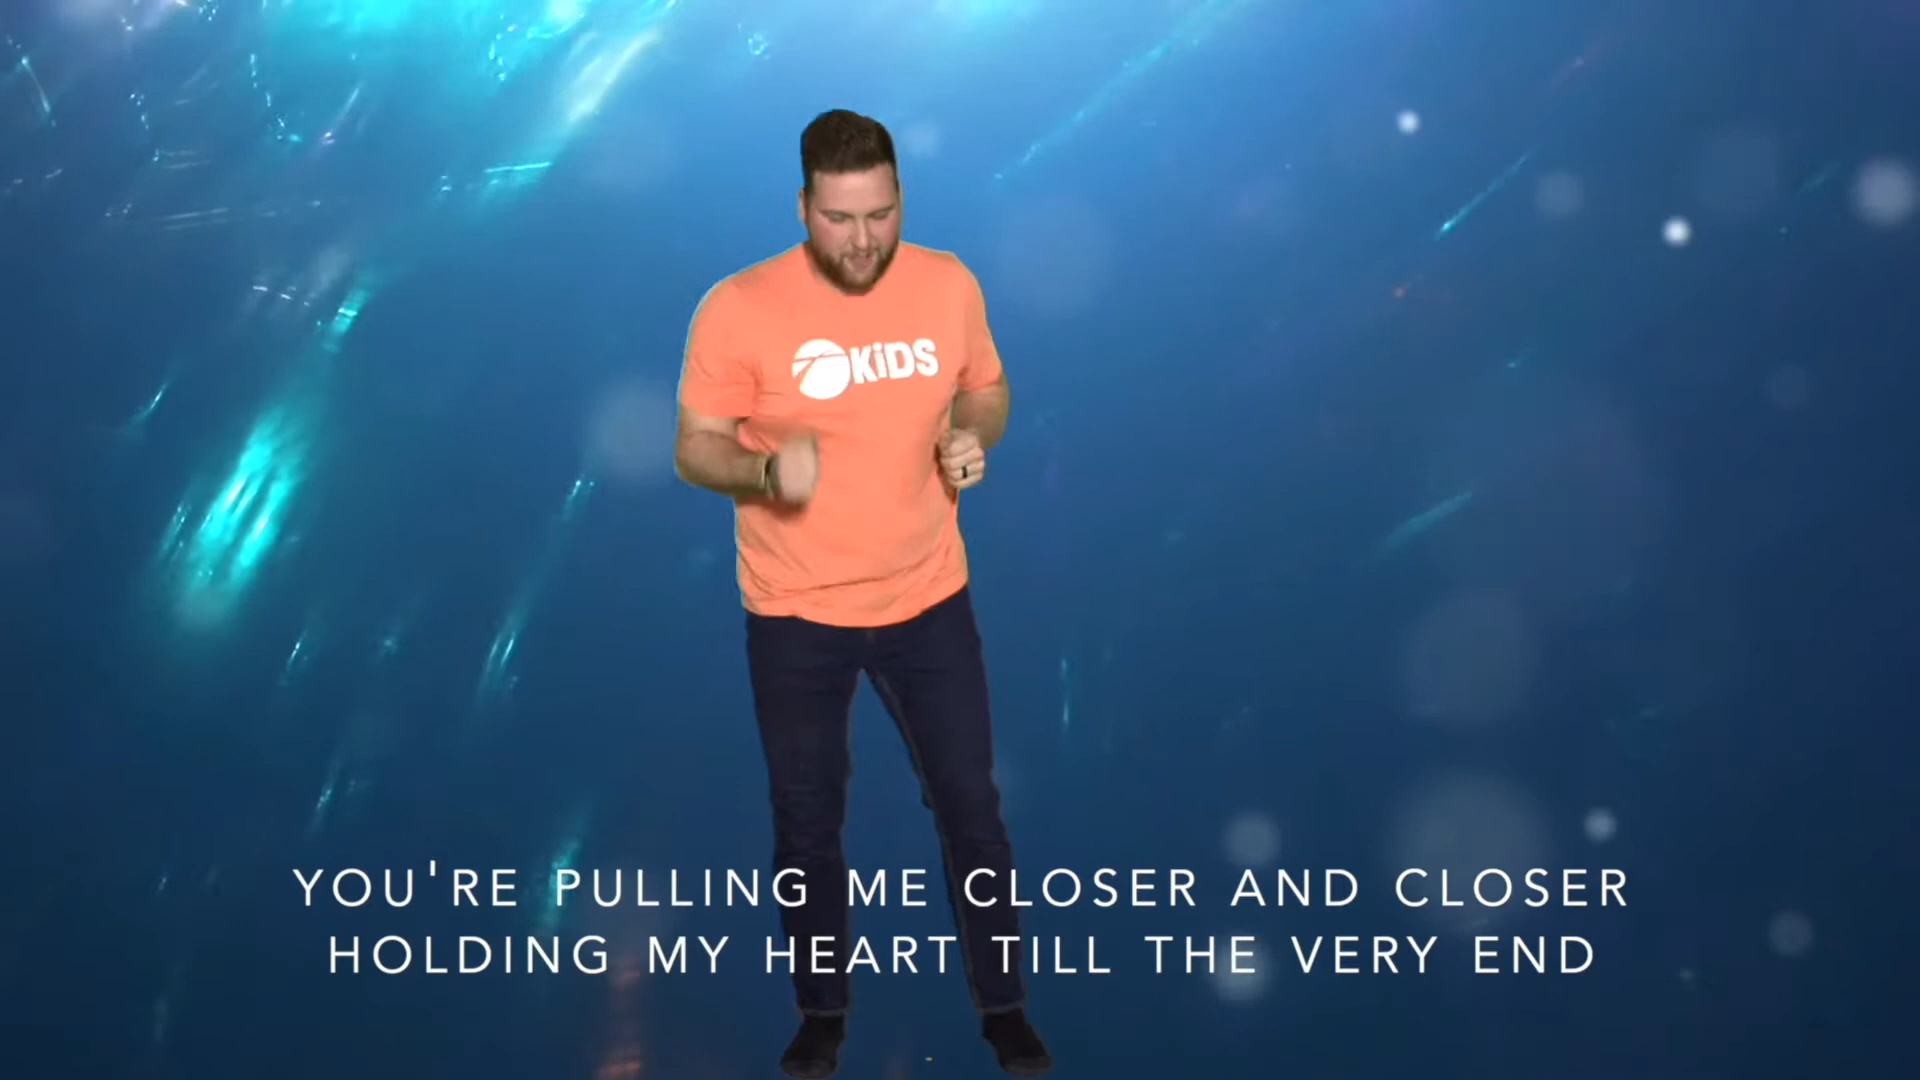 KiDS
YOU'RE PULLING ME CLOSER AND CLOSER
HOLDING MY HEART TILL THE VERY END